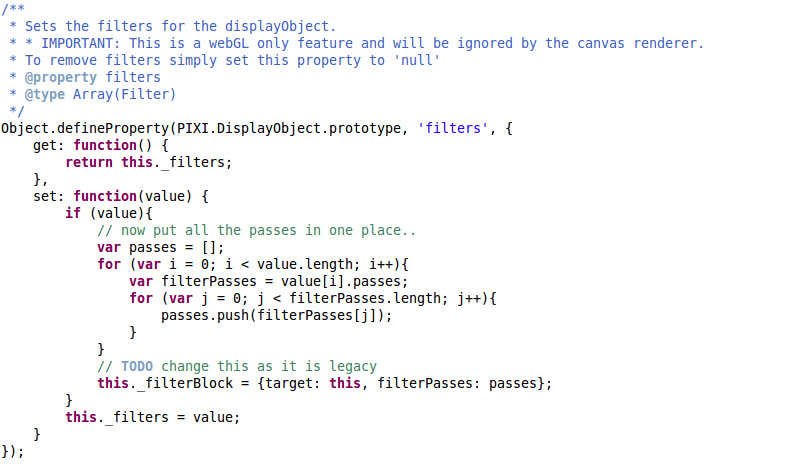 /**
 * Sets the filters for the displayObject.
 * * IMPORTANT: This is a webGL only feature and will be ignored by the canvas renderer.
 * To remove filters simply set this property to 'null'
 * @property filters
 * @type Array(Filter)
 */
Object.defineProperty(PIXI.DisplayObject.prototype, 'filters', {
    get: function() {
        return this._filters;
    },
    set: function(value) {
        if (value){
            // now put all the passes in one place..
            var passes = [];
            for (var i = 0; i < value.length; i++){
                var filterPasses = value[i].passes;
                for (var j = 0; j < filterPasses.length; j++){
                    passes.push(filterPasses[j]);
                }
            }
            // TODO change this as it is legacy
            this._filterBlock = {target: this, filterPasses: passes};
        }
        this._filters = value;
    }
});